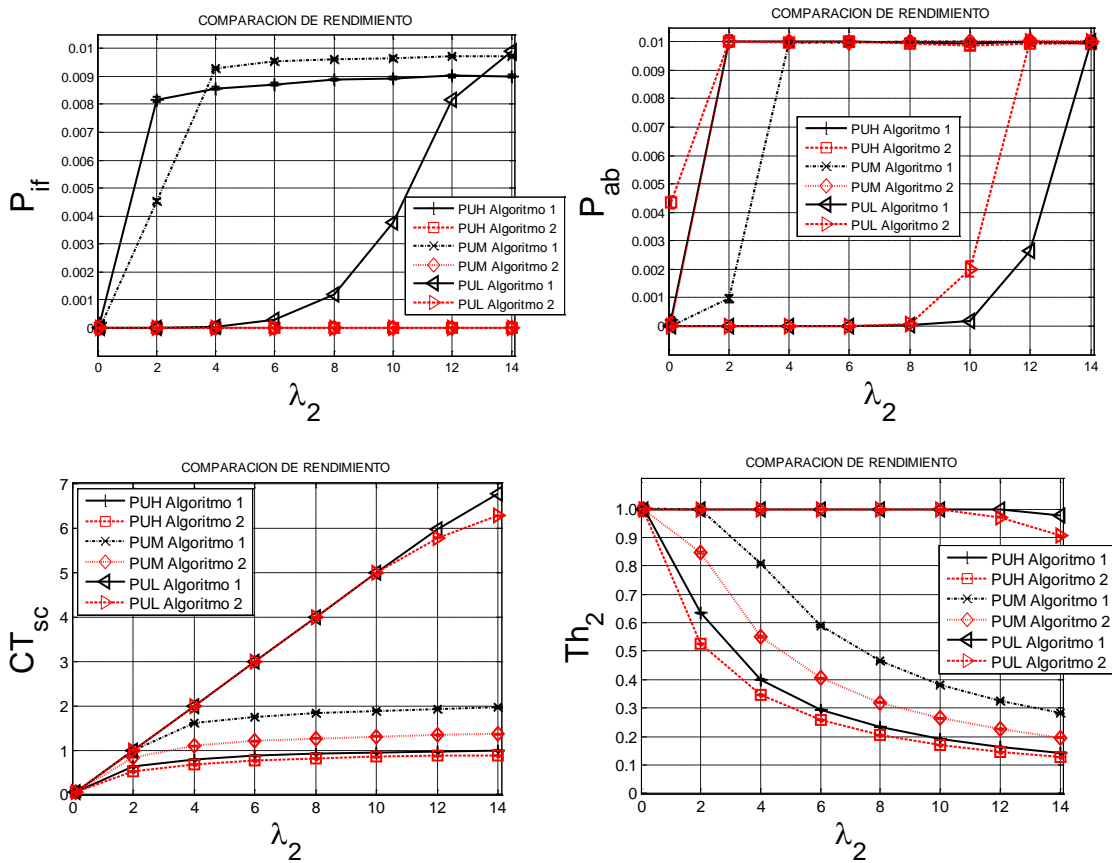 COMPARACION DE RENDIMIENTO
0.01
0.009
0.008
0.007
0.006
0.005
0.004
0.003
0.002
0.001
0
P_if
PUH Algoritmo 1
PUH Algoritmo 2
PUM Algoritmo 1
PUM Algoritmo 2
PUL Algoritmo 1
PUL Algoritmo 2
0 2 4 6 8 10 12 14
λ_2
COMPARACION DE RENDIMIENTO
0.01
0.009
0.008
0.007
0.006
0.005
0.004
0.003
0.002
0.001
0
P_ab
PUH Algoritmo 1
PUH Algoritmo 2
PUM Algoritmo 1
PUM Algoritmo 2
PUL Algoritmo 1
PUL Algoritmo 2
0 2 4 6 8 10 12 14
λ_2
COMPARACION DE RENDIMIENTO
7
6
5
4
3
2
1
0
CT_sc
PUH Algoritmo 1
PUH Algoritmo 2
PUM Algoritmo 1
PUM Algoritmo 2
PUL Algoritmo 1
PUL Algoritmo 2
0 2 4 6 8 10 12 14
λ_2
COMPARACION DE RENDIMIENTO
1.0
0.9
0.8
0.7
0.6
0.5
0.4
0.3
0.2
0.1
0
Th_2
PUH Algoritmo 1
PUH Algoritmo 2
PUM Algoritmo 1
PUM Algoritmo 2
PUL Algoritmo 1
PUL Algoritmo 2
0 2 4 6 8 10 12 14
λ_2